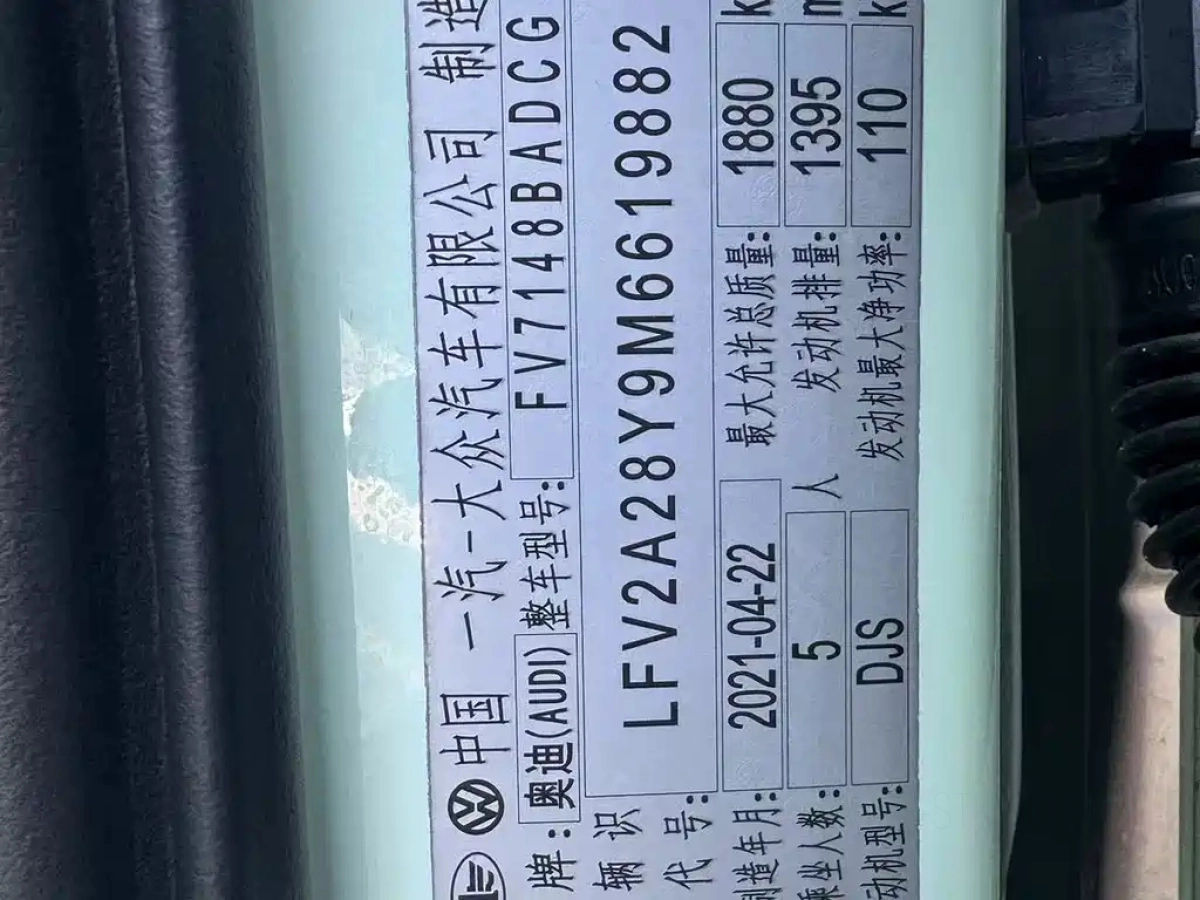 中国 一汽-大众汽车有限公司 制造
牌: 奥迪(AUDI) 整车型号: FV7148BADCG
辆识代号: LFV2A28Y9M6619882
制造年月: 2021-04-22 最大允许总质量: 1880 k
乘坐人数: 5 人 发动机排量: 1395 m
动机型号: DJS 发动机最大净功率: 110 k